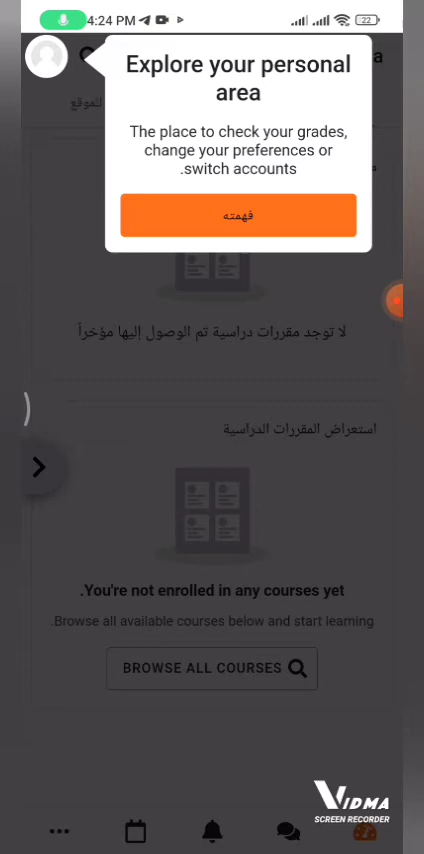 4:24 PM
22
Explore your personal
area
The place to check your grades,
change your preferences or
.switch accounts
فهمته
للموقع
لا توجد مقررات دراسية تم الوصول إليها مؤخراً
استعراض المقررات الدراسية
.You're not enrolled in any courses yet
.Browse all available courses below and start learning
BROWSE ALL COURSES
VIDMA
SCREEN RECORDER